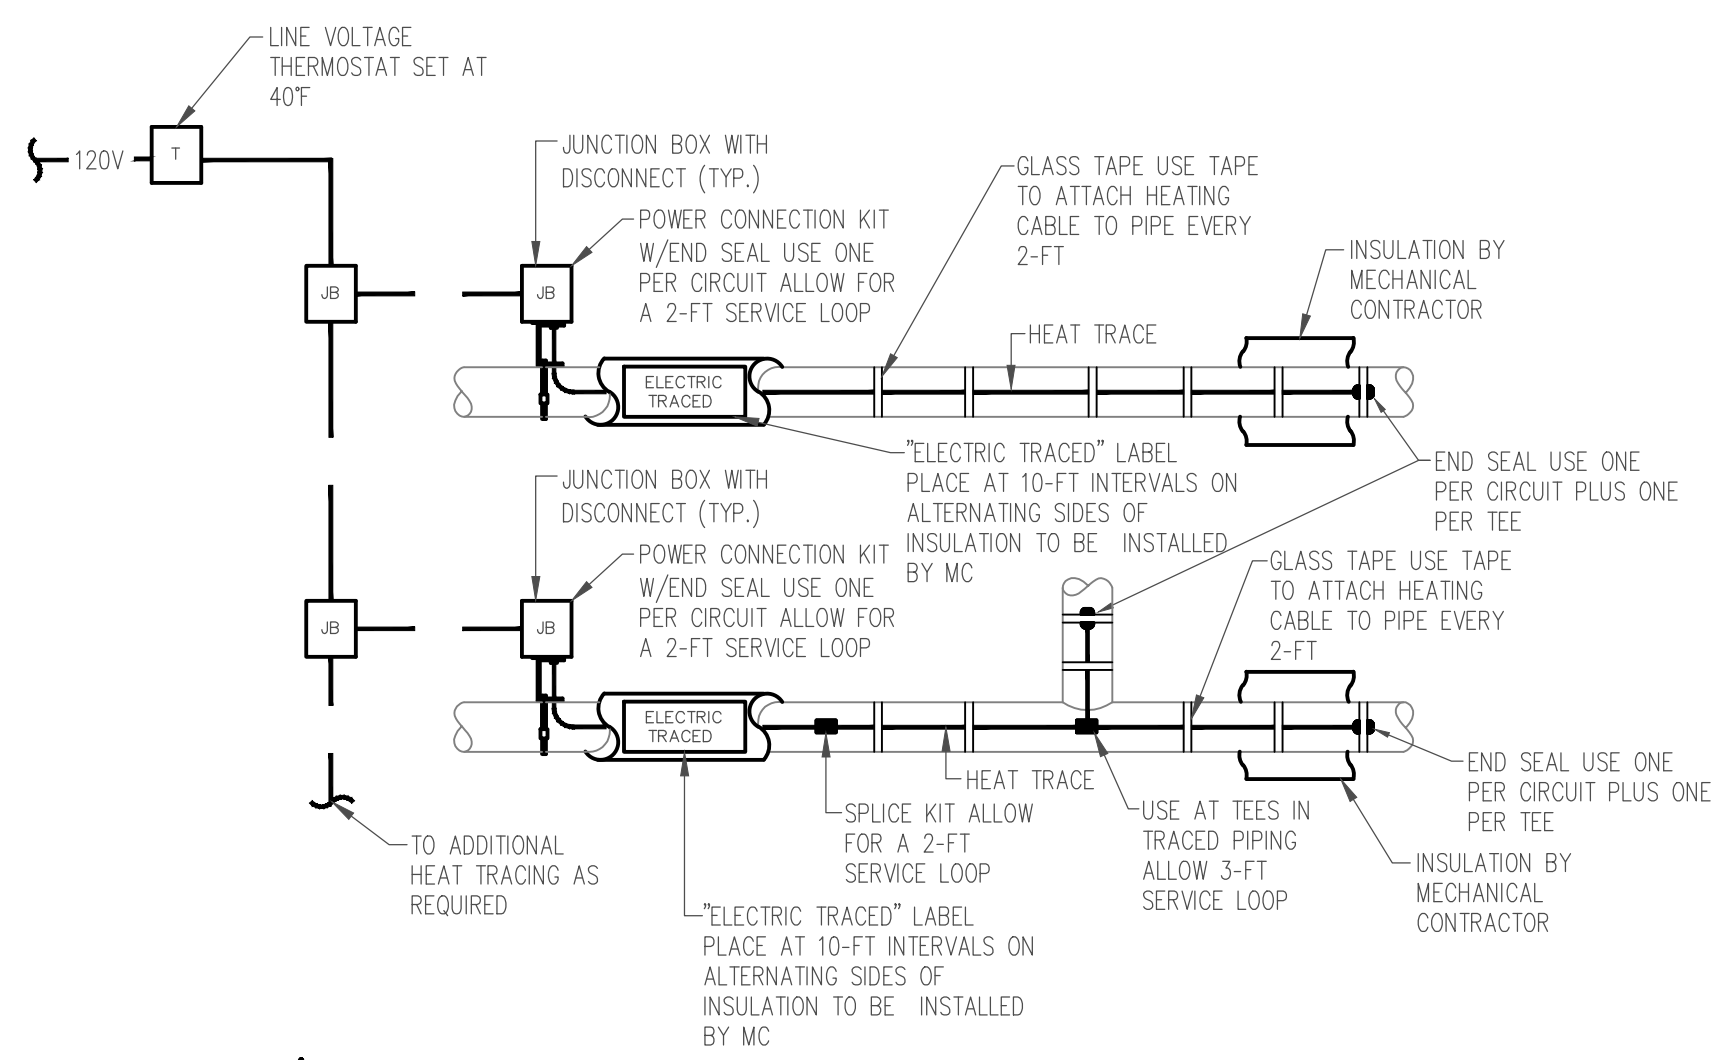 LINE VOLTAGE
THERMOSTAT SET AT
40°F
120V
T
JUNCTION BOX WITH
DISCONNECT (TYP.)
POWER CONNECTION KIT
W/END SEAL USE ONE
PER CIRCUIT ALLOW FOR
A 2-FT SERVICE LOOP
GLASS TAPE USE TAPE
TO ATTACH HEATING
CABLE TO PIPE EVERY
2-FT
INSULATION BY
MECHANICAL
CONTRACTOR
JB
JB
HEAT TRACE
ELECTRIC
TRACED
"ELECTRIC TRACED" LABEL
PLACE AT 10-FT INTERVALS ON
ALTERNATING SIDES OF
INSULATION TO BE  INSTALLED
BY MC
END SEAL USE ONE
PER CIRCUIT PLUS ONE
PER TEE
JUNCTION BOX WITH
DISCONNECT (TYP.)
POWER CONNECTION KIT
W/END SEAL USE ONE
PER CIRCUIT ALLOW FOR
A 2-FT SERVICE LOOP
GLASS TAPE USE TAPE
TO ATTACH HEATING
CABLE TO PIPE EVERY
2-FT
JB
JB
ELECTRIC
TRACED
HEAT TRACE
SPLICE KIT ALLOW
FOR A 2-FT
SERVICE LOOP
USE AT TEES IN
TRACED PIPING
ALLOW 3-FT
SERVICE LOOP
END SEAL USE ONE
PER CIRCUIT PLUS ONE
PER TEE
INSULATION BY
MECHANICAL
CONTRACTOR
TO ADDITIONAL
HEAT TRACING AS
REQUIRED
"ELECTRIC TRACED" LABEL
PLACE AT 10-FT INTERVALS ON
ALTERNATING SIDES OF
INSULATION TO BE  INSTALLED
BY MC